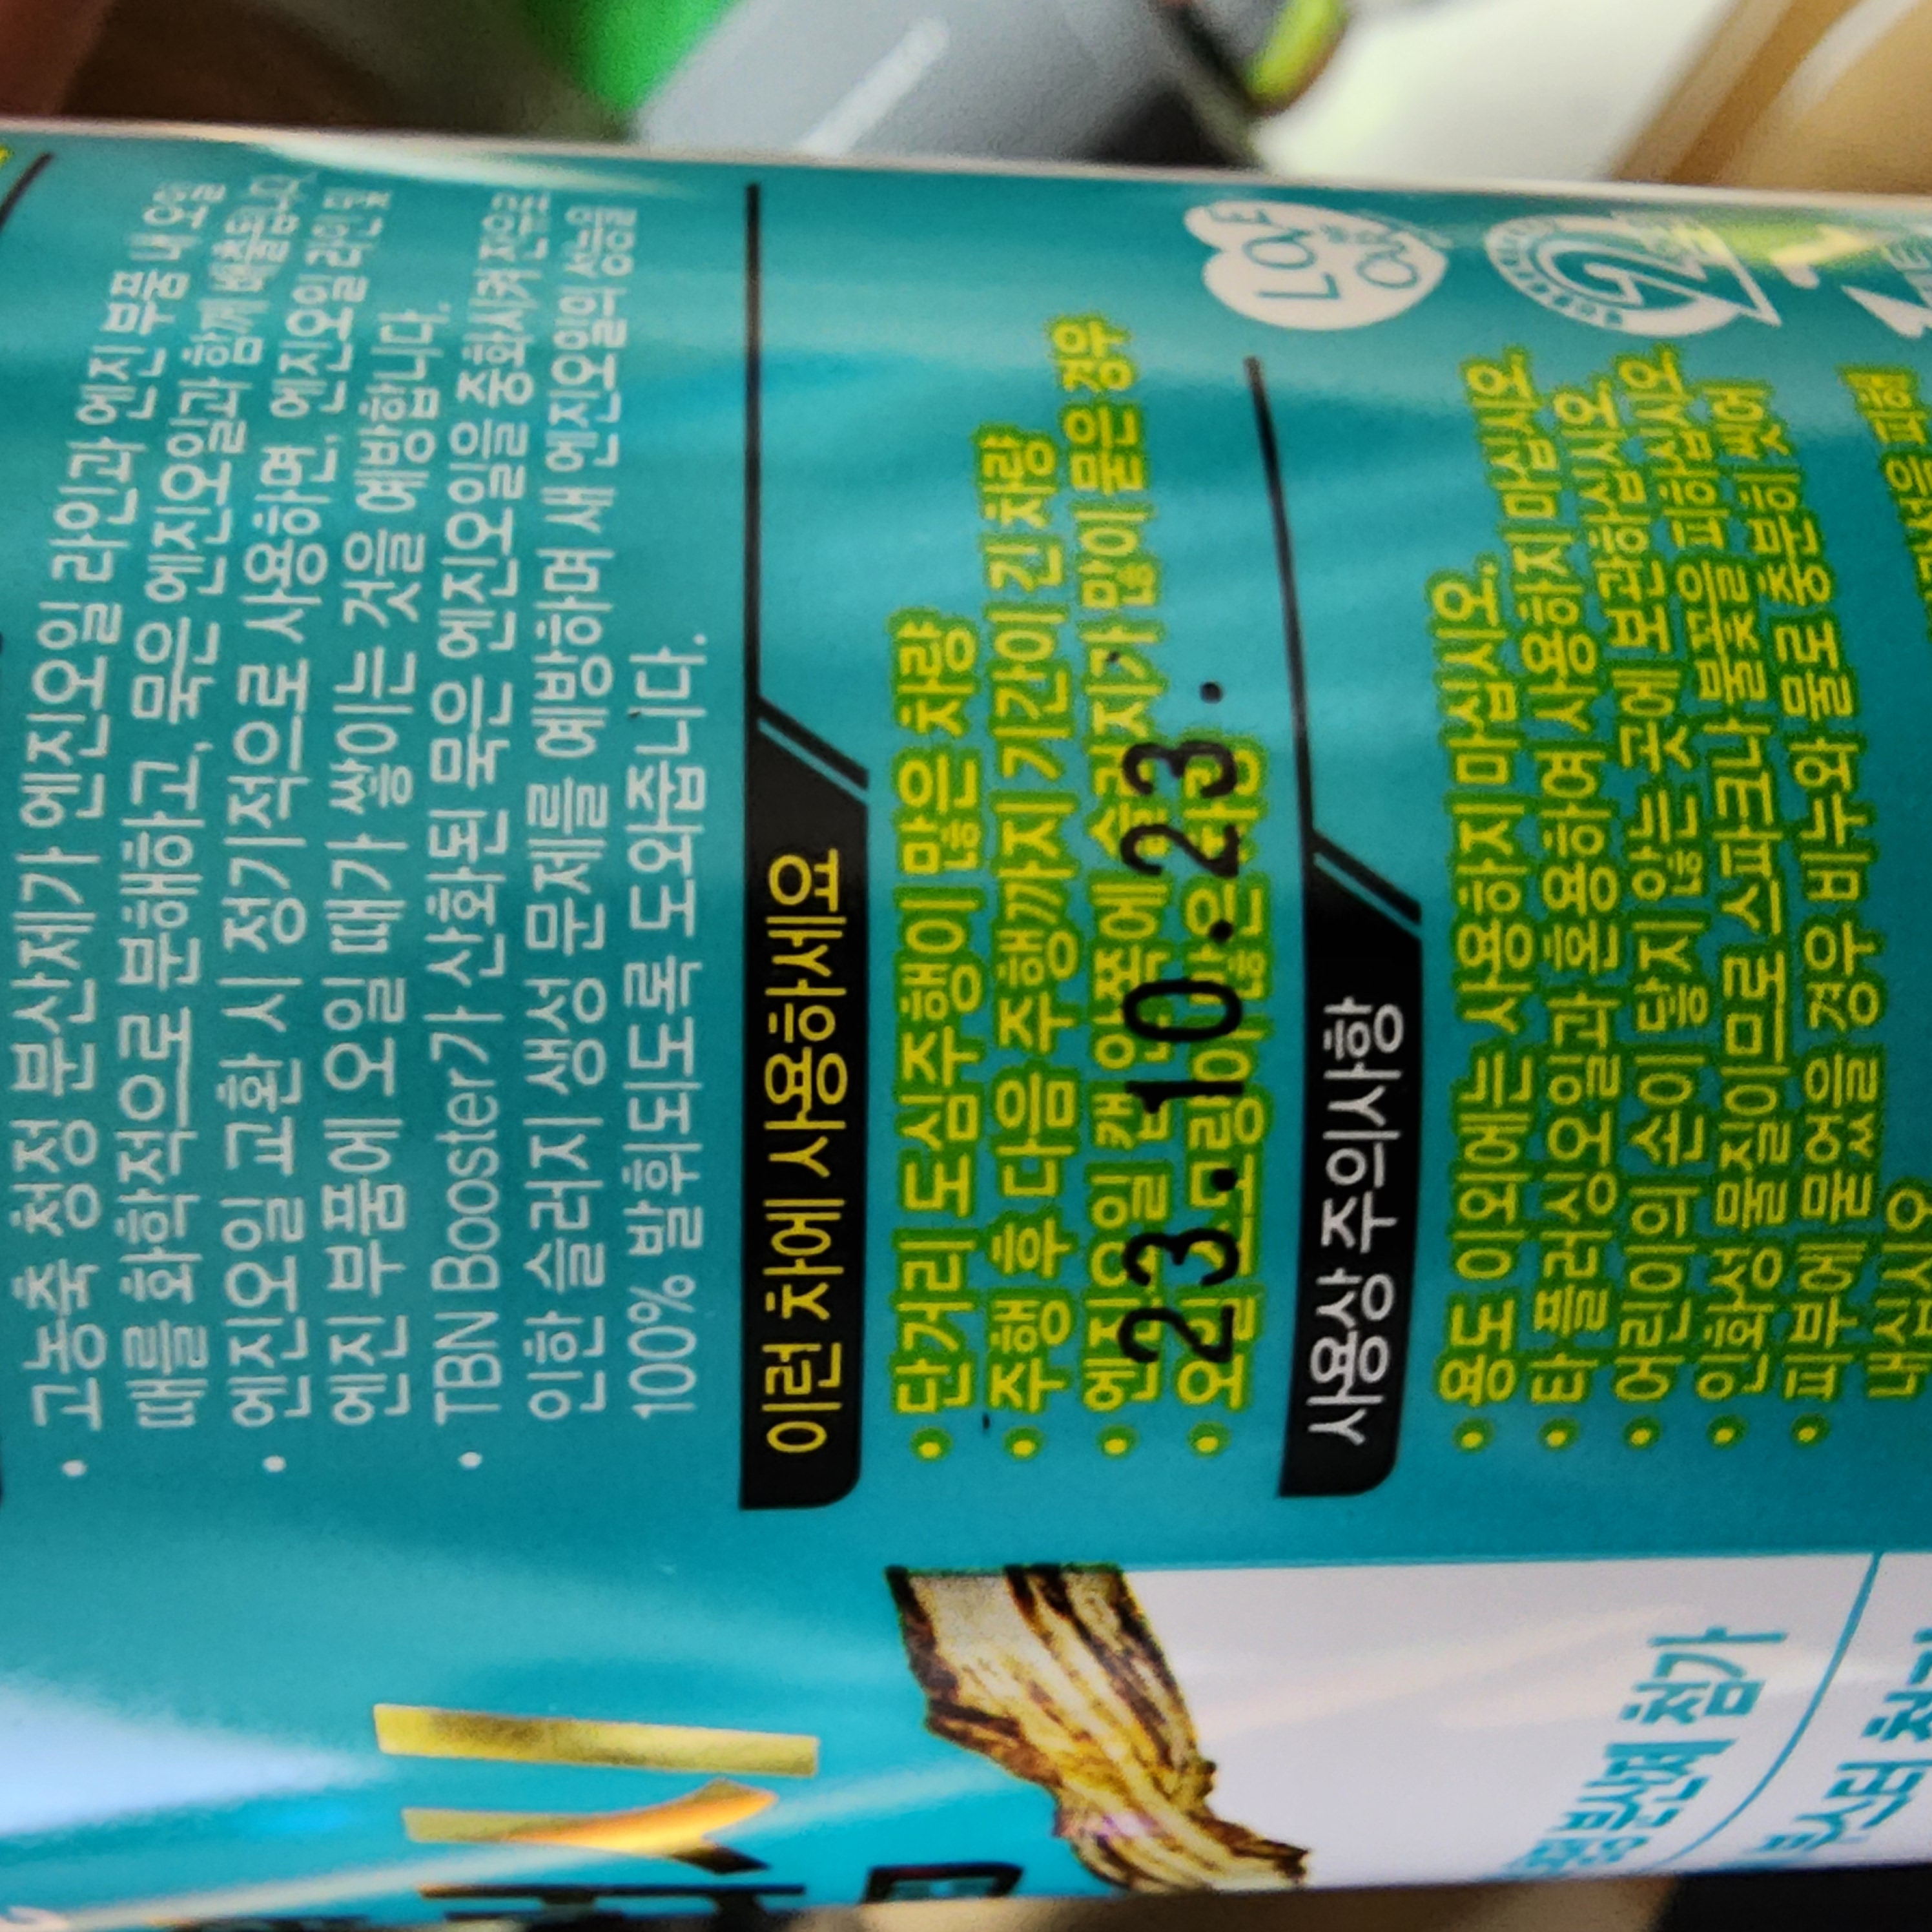 • 고농축 청정 분산제가 엔진오일 라인과 엔진 부품 내 오일
때를 화학적으로 분해하고, 묵은 엔진오일과 함께 배출됩니다.
• 엔진오일 교환 시 정기적으로 사용하면, 엔진오일 라인 및
엔진 부품에 오일 때가 쌓이는 것을 예방합니다.
• TBN Booster가 산화된 묵은 엔진오일을 중화시켜 잔유로
인한 슬러지 생성 문제를 예방하며 새 엔진오일의 성능을
100% 발휘되도록 도와줍니다.
이런 차에 사용하세요
• 단거리 도심주행이 많은 차량
• 주행 후 다음 주행까지 기간이 긴 차량
• 엔진오일 캡 안쪽에 슬러지가 많이 묻은 경우
• 오일 많은
23. 10. 23.
사용상 주의사항
• 용도 이외에는 사용하지 마십시오.
• 타 플러싱오일과 혼용하여 사용하지 마십시오.
• 어린이의 손이 닿지 않는 곳에 보관하십시오.
• 인화성 물질이므로 스파크나 불꽃을 피하십시오.
• 피부에 묻었을 경우 비누와 물로 충분히 씻어
내십시오
LOVE
분산제 첨가